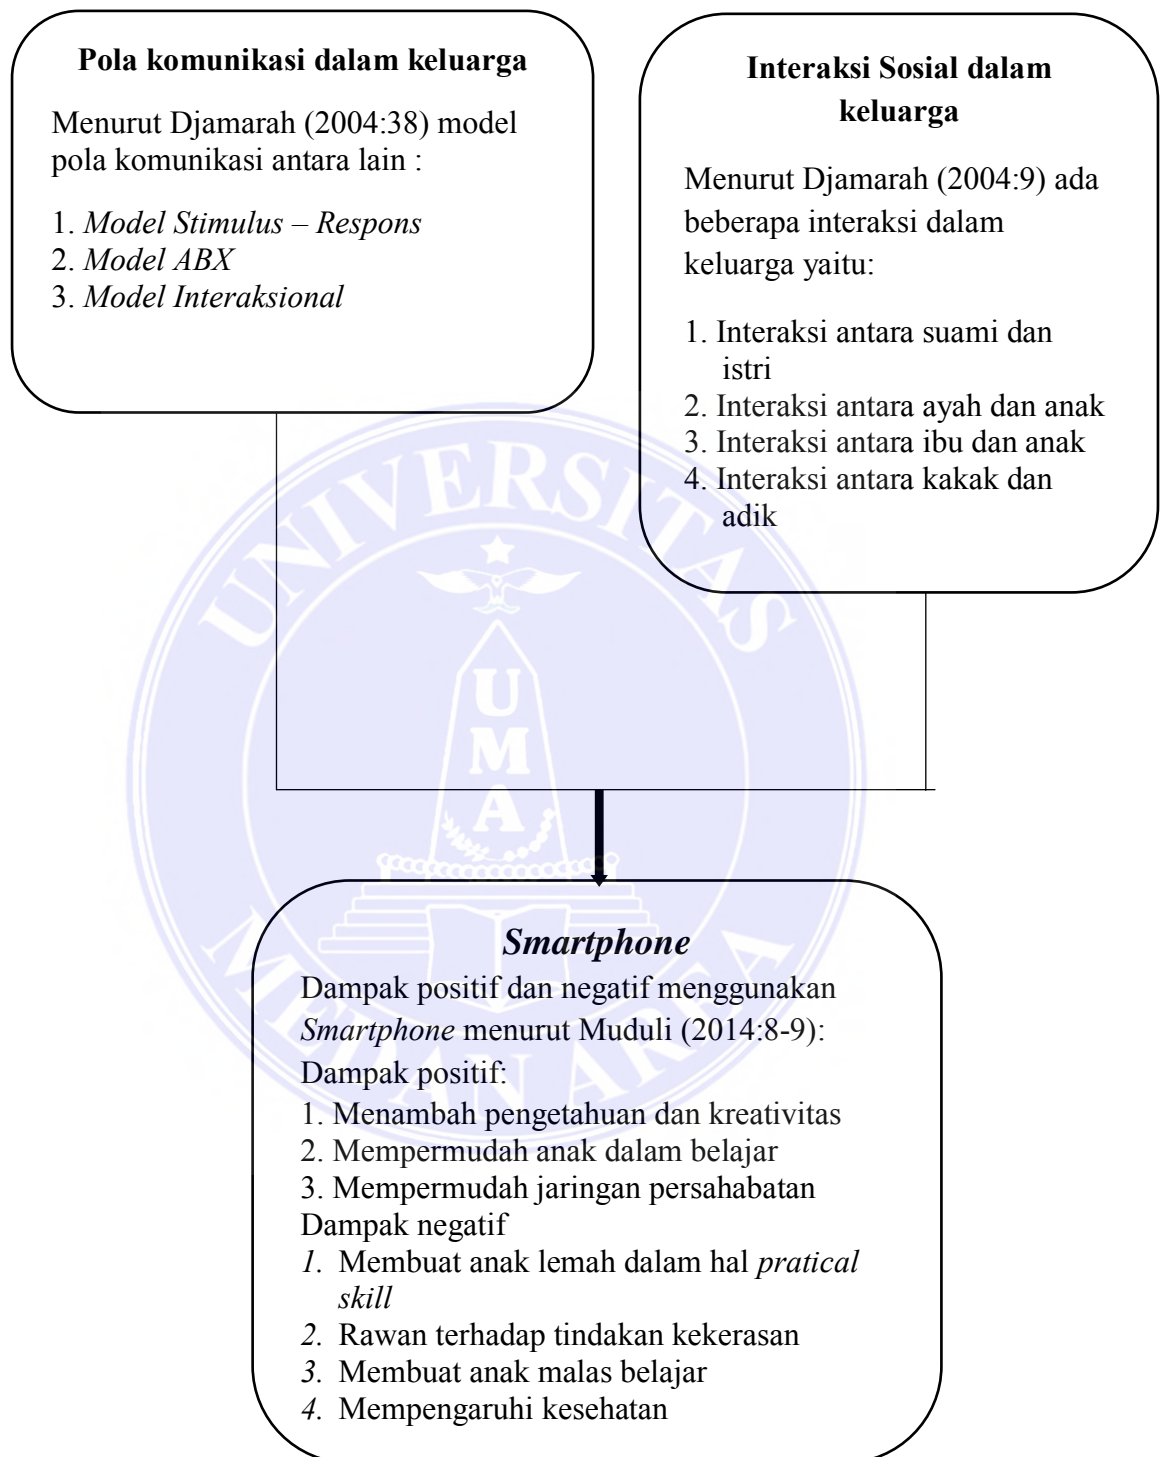 Pola komunikasi dalam keluarga
Menurut Djamarah (2004:38) model
pola komunikasi antara lain :
1. Model Stimulus – Respons
2. Model ABX
3. Model Interaksional
Interaksi Sosial dalam
keluarga
Menurut Djamarah (2004:9) ada
beberapa interaksi dalam
keluarga yaitu:
1. Interaksi antara suami dan
istri
2. Interaksi antara ayah dan anak
3. Interaksi antara ibu dan anak
4. Interaksi antara kakak dan
adik
UNIVERSITAS
UMA
MEDAN AREA
Smartphone
Dampak positif dan negatif menggunakan
Smartphone menurut Muduli (2014:8-9):
Dampak positif:
1. Menambah pengetahuan dan kreativitas
2. Mempermudah anak dalam belajar
3. Mempermudah jaringan persahabatan
Dampak negatif
1. Membuat anak lemah dalam hal pratical
skill
2. Rawan terhadap tindakan kekerasan
3. Membuat anak malas belajar
4. Mempengaruhi kesehatan